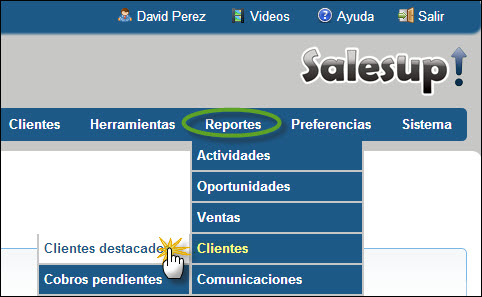 David Perez Videos Ayuda Salir
Salesup!
Clientes Herramientas Reportes Preferencias Sistema
Actividades
Oportunidades
Ventas
Clientes destacado Clientes
Cobros pendientes Comunicaciones